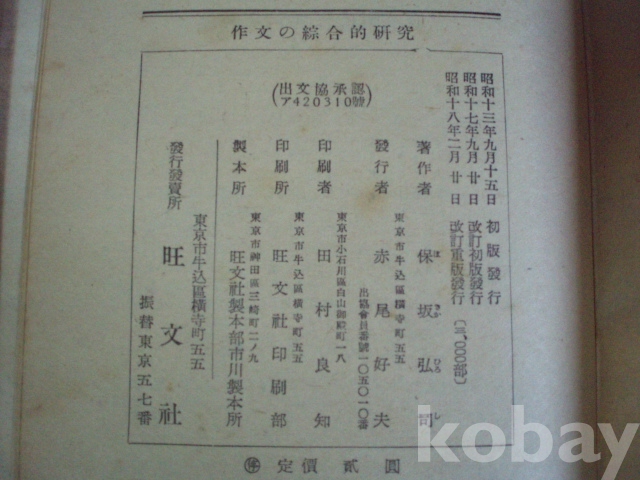 作文の綜合的研究
(出文協承認
ア420310號)
昭和十三年九月十五日 初版發行
昭和十七年九月廿日 改訂初版發行
昭和十八年二月廿日 改訂重版發行 (三,000部)
著作者 保坂弘司
發行者 東京市牛込區橫寺町五五
赤尾好夫
出協會員番號一〇五〇一〇番
印刷者 東京市小石川區白山御殿町一八
田村良知
印刷所 東京市牛込區橫寺町五五
旺文社印刷部
製本所 東京市神田區三崎町二ノ九
旺文社製本部市川製本所
發行發賣所 東京市牛込區橫寺町五五
旺文社
振替東京五七番
停 定價 貳圓
kobay